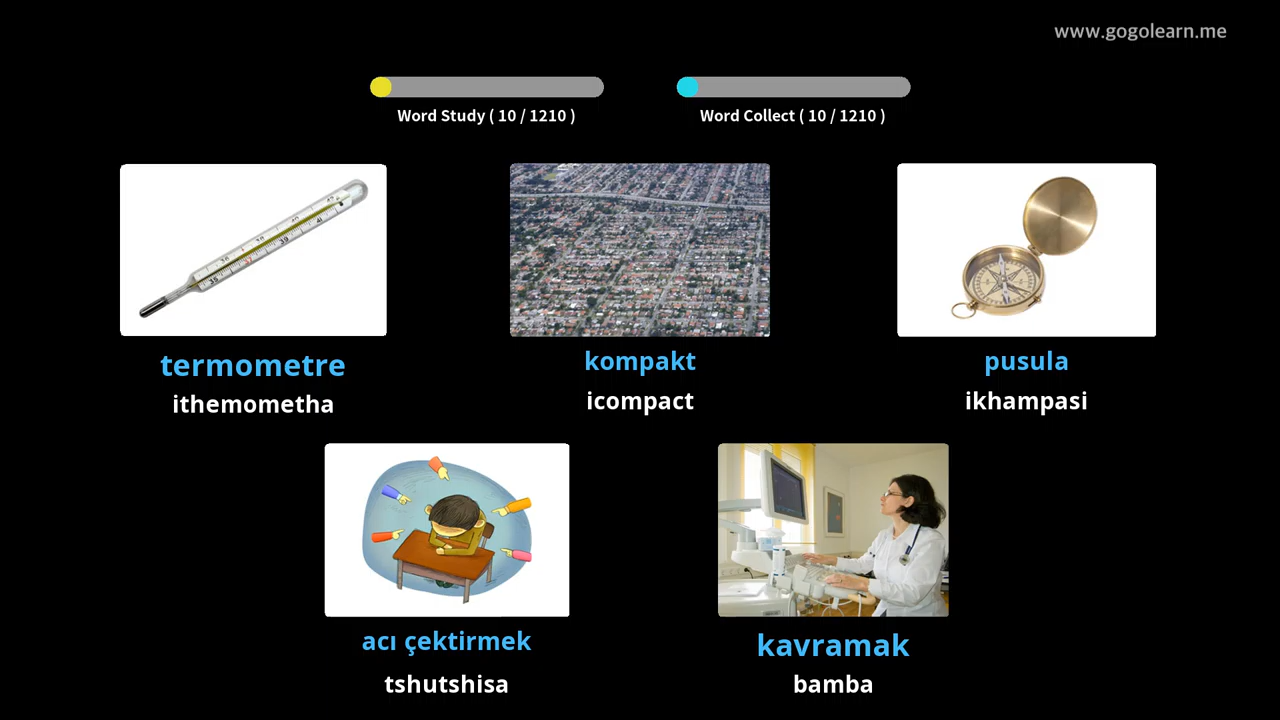 www.gogolearn.me
Word Study ( 10 / 1210 )
Word Collect ( 10 / 1210 )
termometre
kompakt
pusula
ithemometha
icompact
ikhampasi
acı çektirmek
kavramak
tshutshisa
bamba